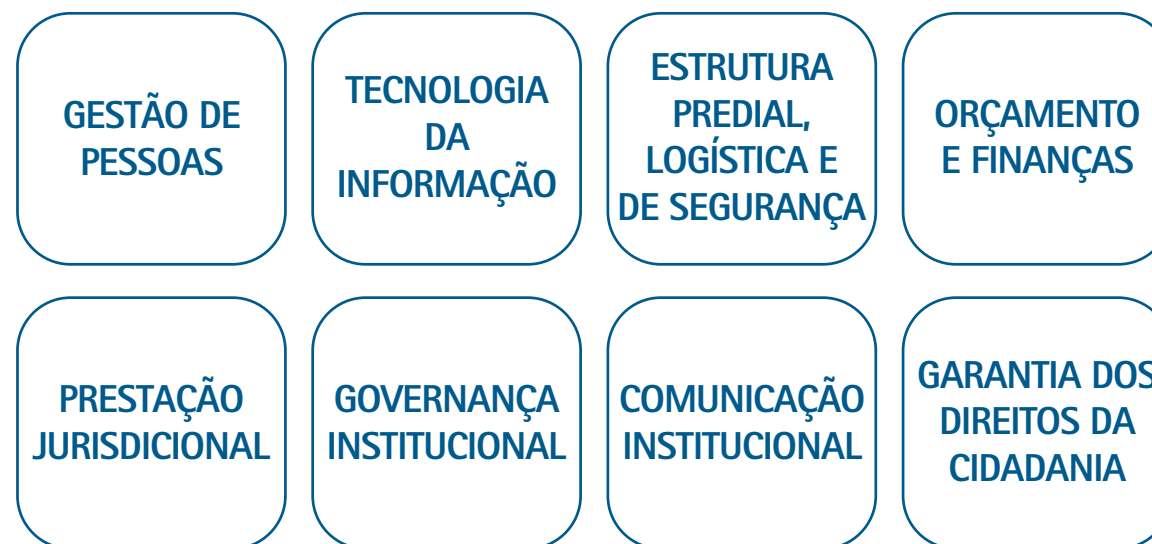 GESTÃO DE
PESSOAS
TECNOLOGIA
DA
INFORMAÇÃO
ESTRUTURA
PREDIAL,
LOGÍSTICA E
DE SEGURANÇA
ORÇAMENTO
E FINANÇAS
PRESTAÇÃO
JURISDICIONAL
GOVERNANÇA
INSTITUCIONAL
COMUNICAÇÃO
INSTITUCIONAL
GARANTIA DOS
DIREITOS DA
CIDADANIA